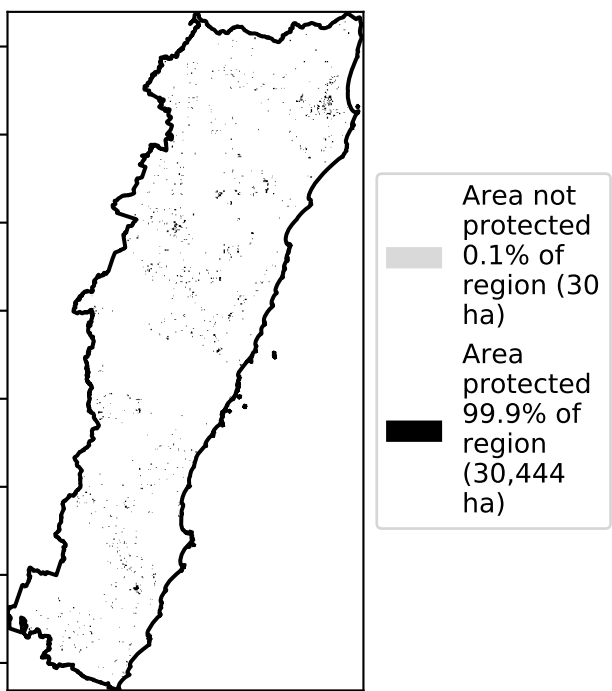 Area not
protected
0.1% of
region (30
ha)
Area
protected
99.9% of
region
(30,444
ha)